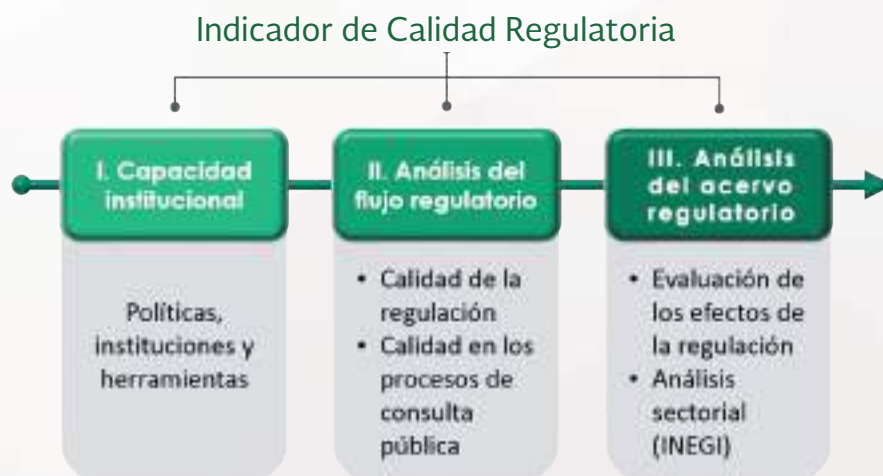 Indicador de Calidad Regulatoria
I. Capacidad
institucional
Políticas,
instituciones y
herramientas
II. Análisis del
flujo regulatorio
• Calidad de la
regulación
• Calidad en los
procesos de
consulta
pública
III. Análisis
del acervo
regulatorio
• Evaluación de
los efectos de
la regulación
• Análisis
sectorial
(INEGI)